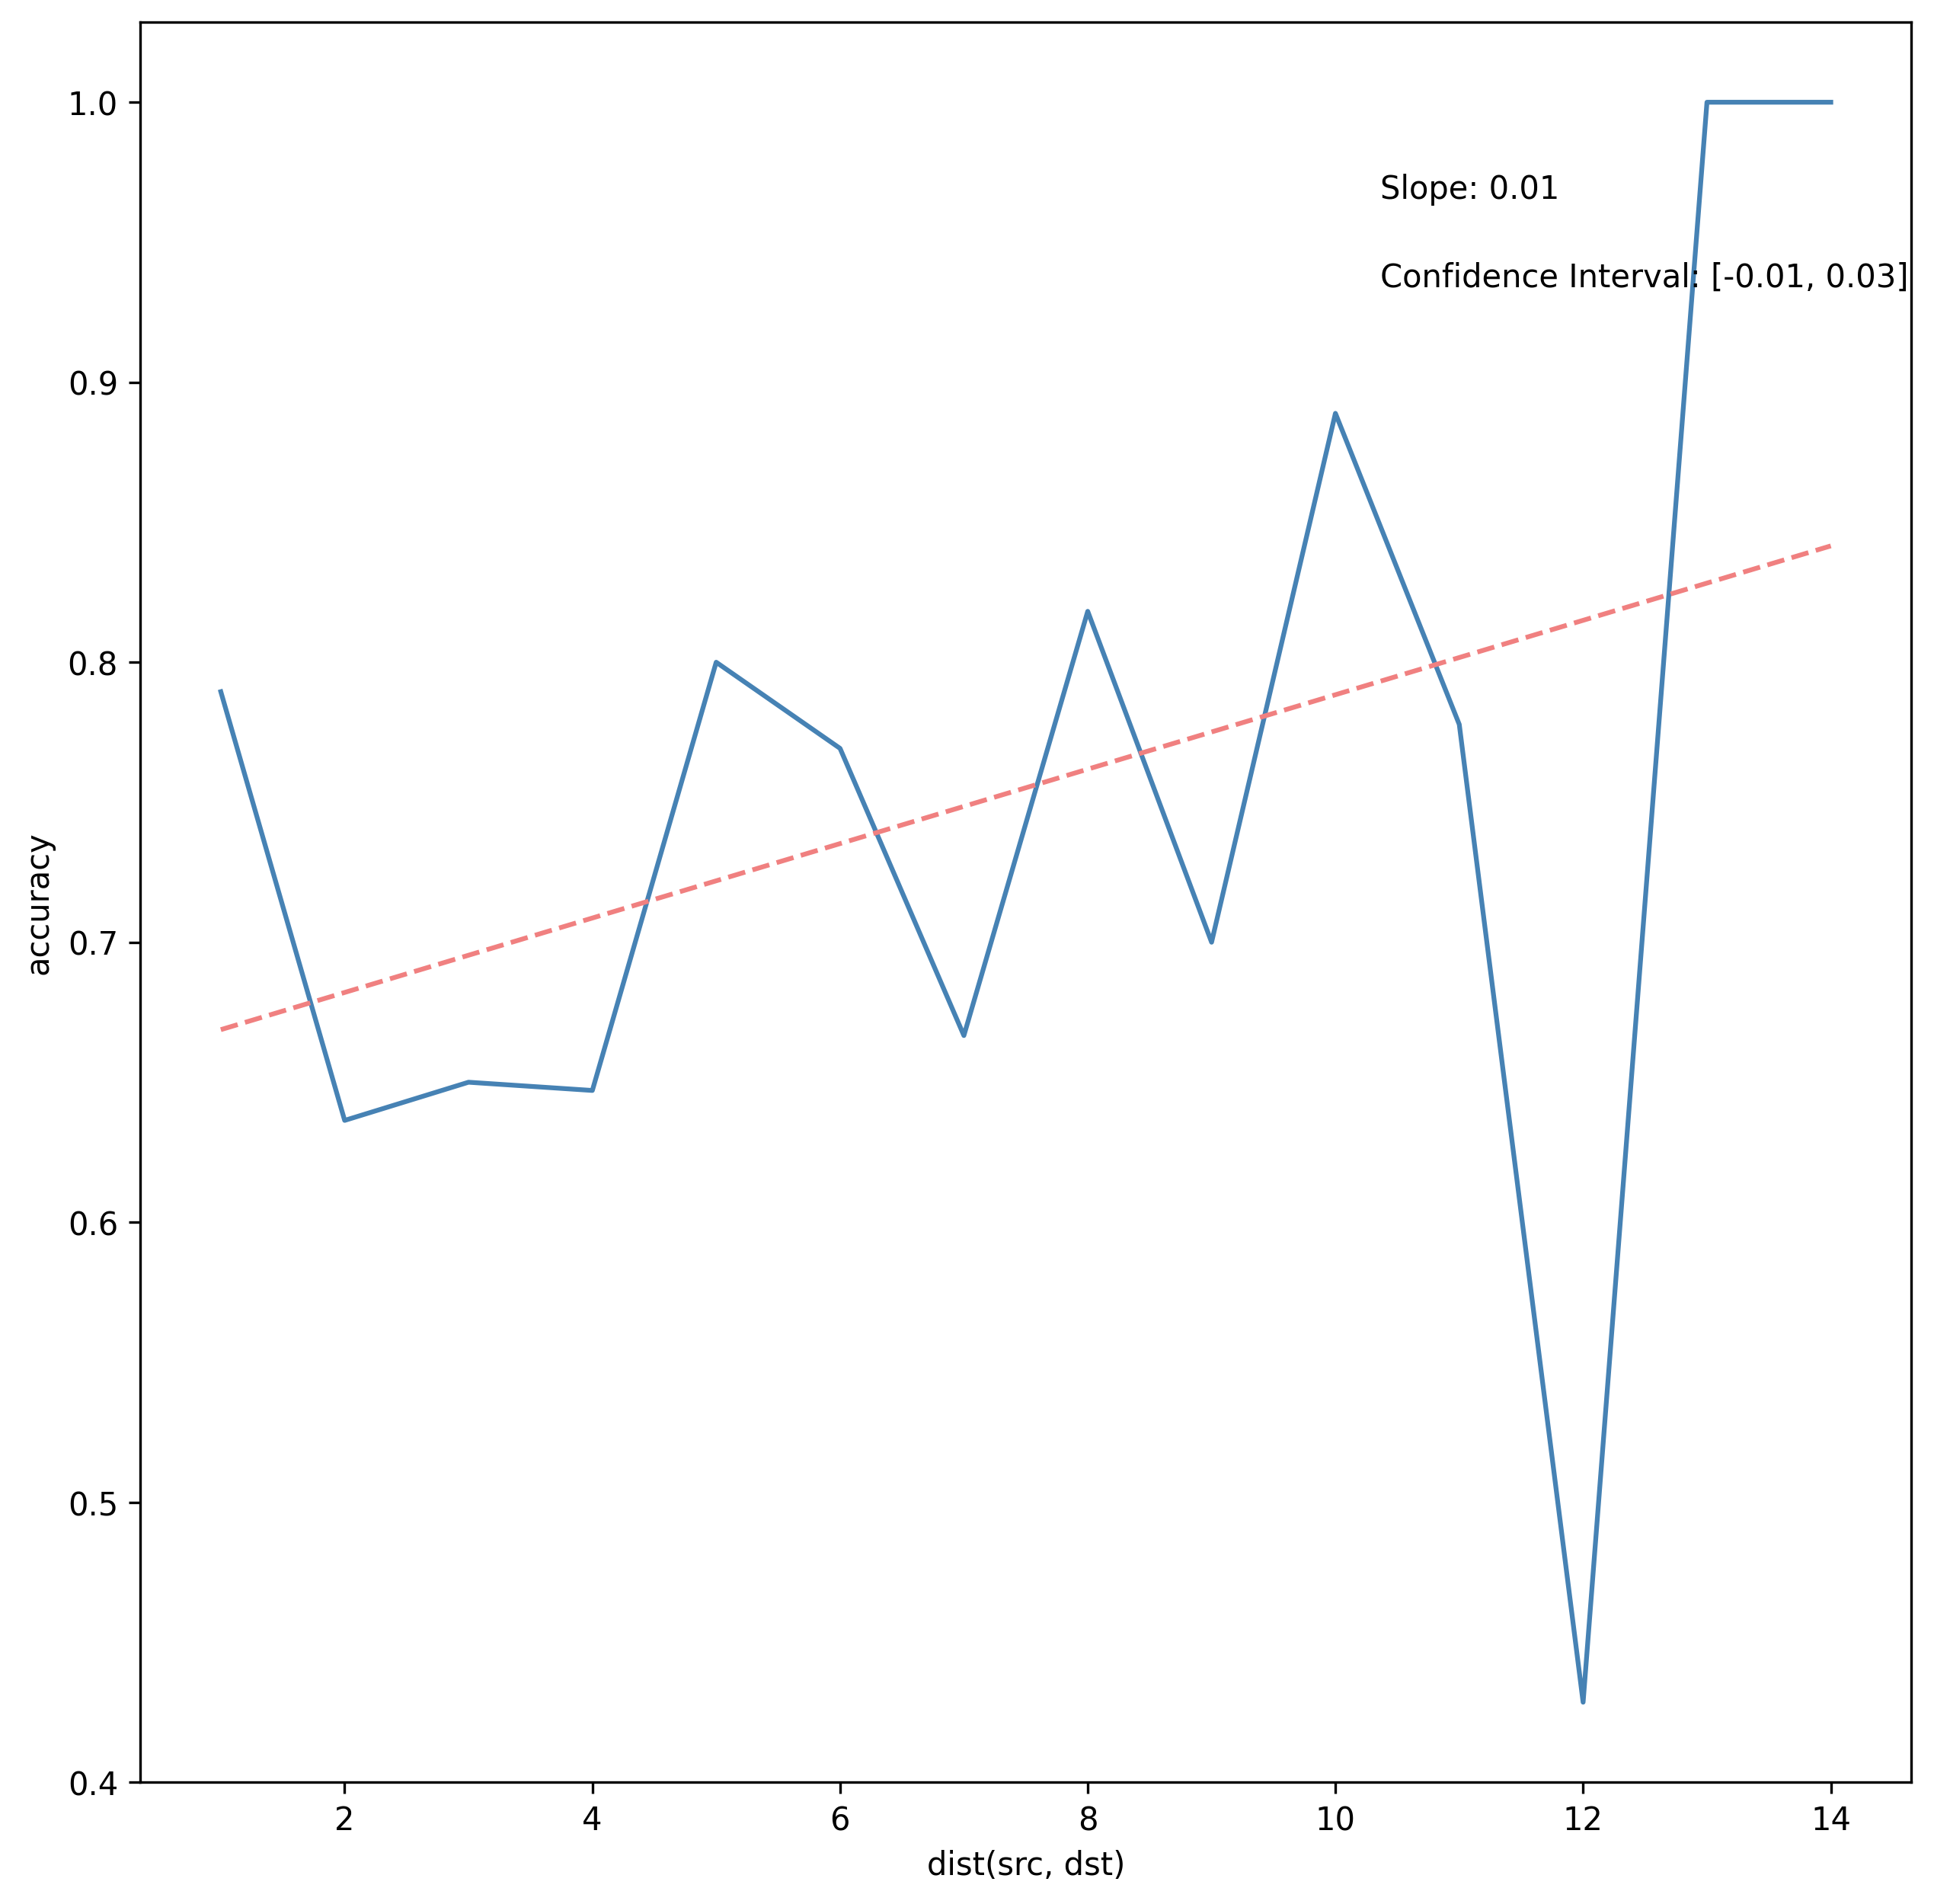 1.0
0.9
0.8
0.7
0.6
0.5
0.4
accuracy
Slope: 0.01
Confidence Interval: [-0.01, 0.03]
2 4 6 8 10 12 14
dist(src, dst)